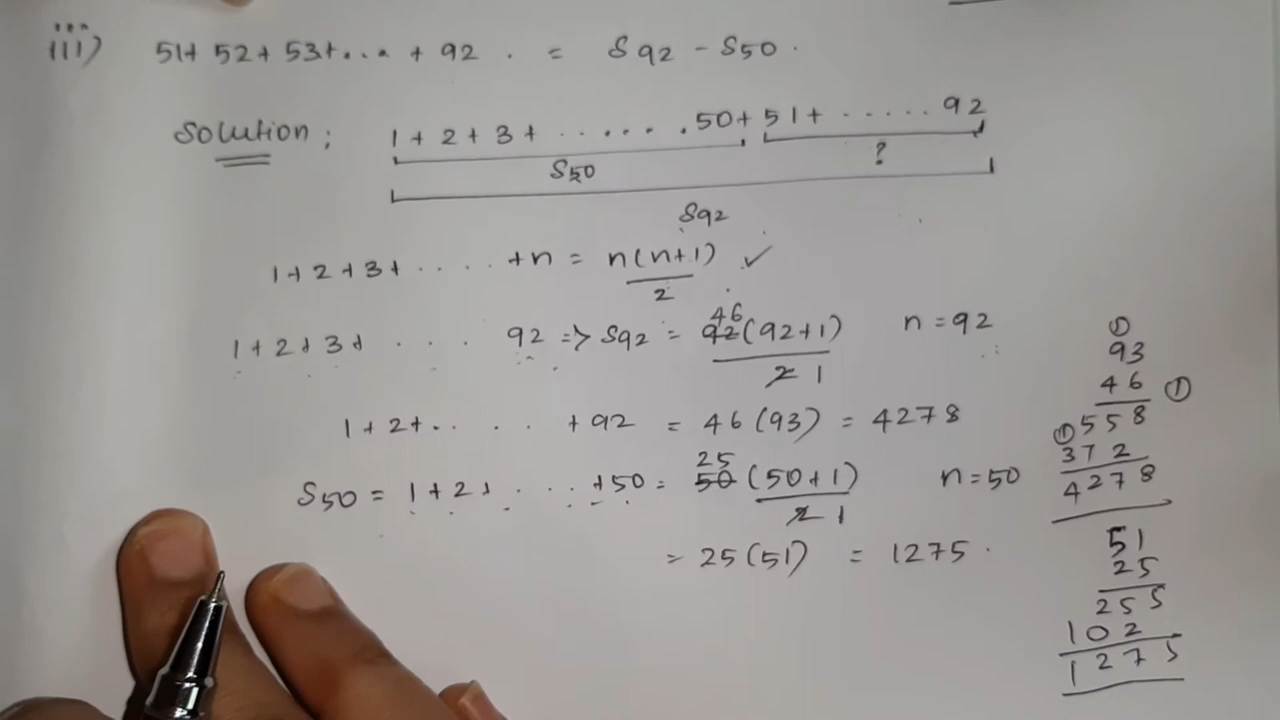 iii) 51+ 52+ 53+... + 92 . = S92 - S50 .
Solution ; 1+2+3+ ....... 50+ 51+ ...... 92
S50 ?
S92
1+2+3+ .... +n = n(n+1) ✓
2
1+2+3+ ... 92 => S92 = 46
92(92+1) n = 92
2 1
1+2+.. .. +92 = 46(93) = 4278
S50 = 1+2+ .... +50 = 25
50 (50+1) n=50
2 1
= 25(51) = 1275 .
①
93
46 ①
558
① 372
4278
51
25
255
102
1275